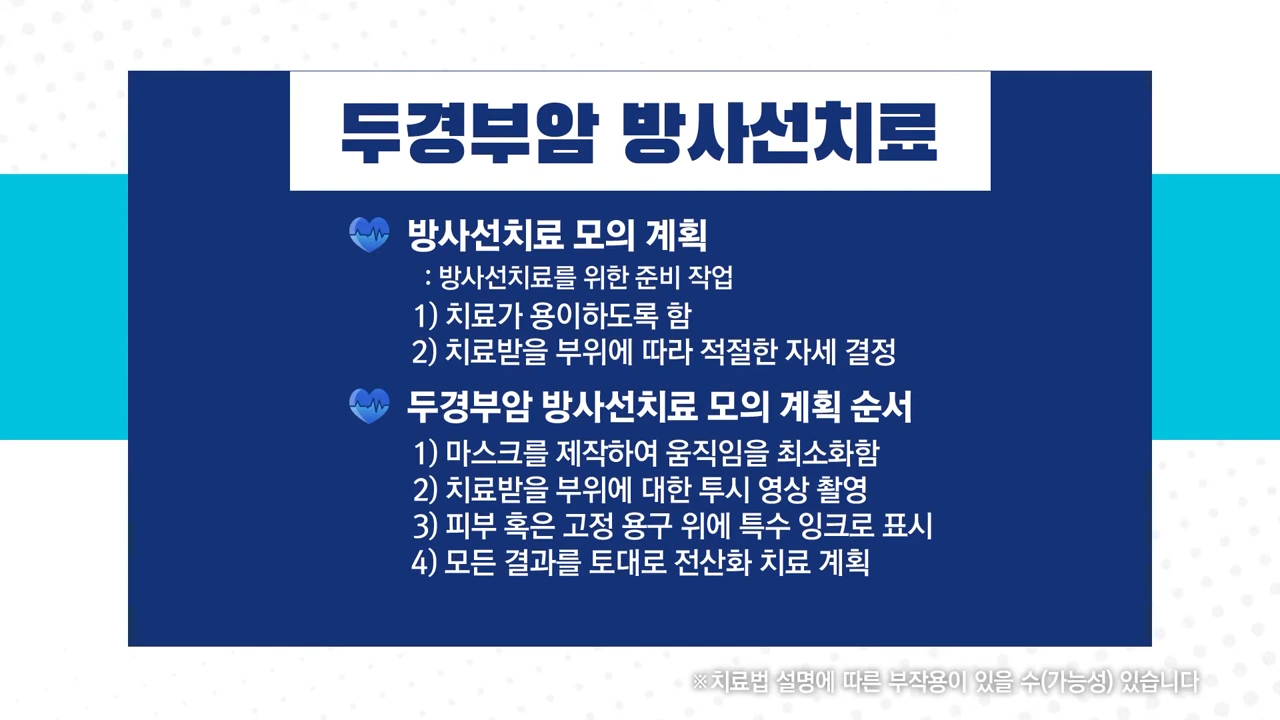 두경부암 방사선치료
방사선치료 모의 계획
: 방사선치료를 위한 준비 작업
1) 치료가 용이하도록 함
2) 치료받을 부위에 따라 적절한 자세 결정
두경부암 방사선치료 모의 계획 순서
1) 마스크를 제작하여 움직임을 최소화함
2) 치료받을 부위에 대한 투시 영상 촬영
3) 피부 혹은 고정 용구 위에 특수 잉크로 표시
4) 모든 결과를 토대로 전산화 치료 계획
※치료법 설명에 따른 부작용이 있을 수(가능성) 있습니다